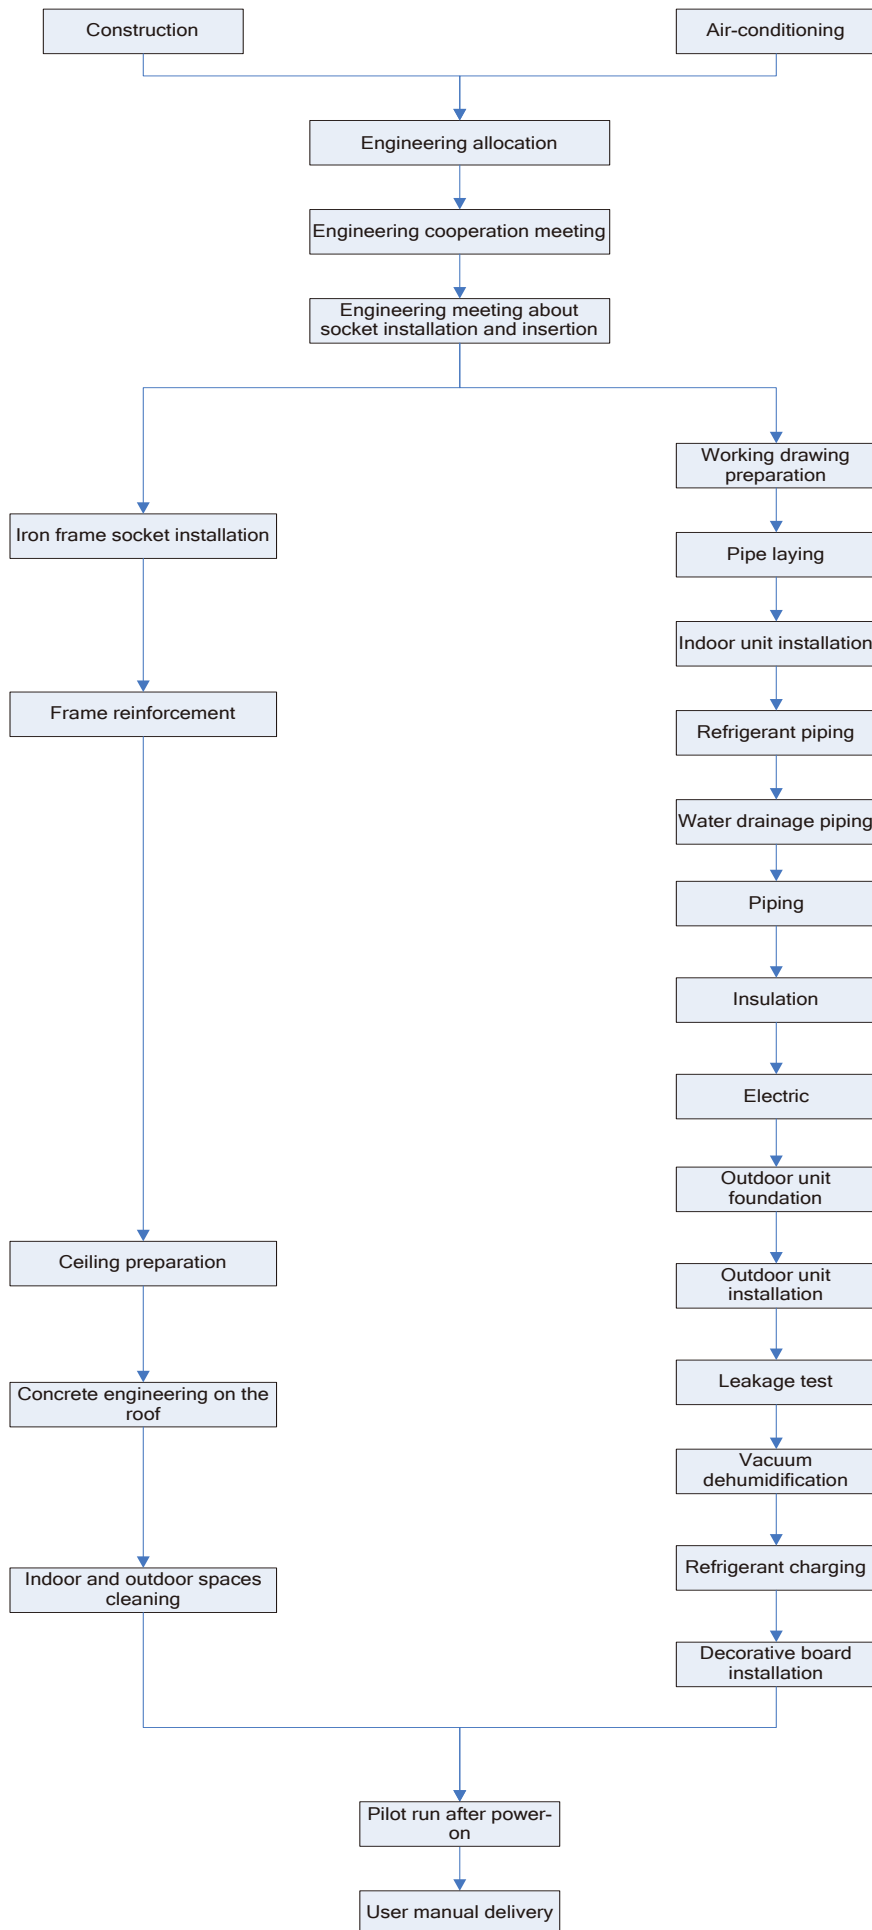 Construction
Air-conditioning
Engineering allocation
Engineering cooperation meeting
Engineering meeting about
socket installation and insertion
Working drawing
preparation
Iron frame socket installation
Pipe laying
Indoor unit installation
Frame reinforcement
Refrigerant piping
Water drainage piping
Piping
Insulation
Electric
Outdoor unit
foundation
Ceiling preparation
Outdoor unit
installation
Concrete engineering on the
roof
Leakage test
Vacuum
dehumidification
Indoor and outdoor spaces
cleaning
Refrigerant charging
Decorative board
installation
Pilot run after power-
on
User manual delivery